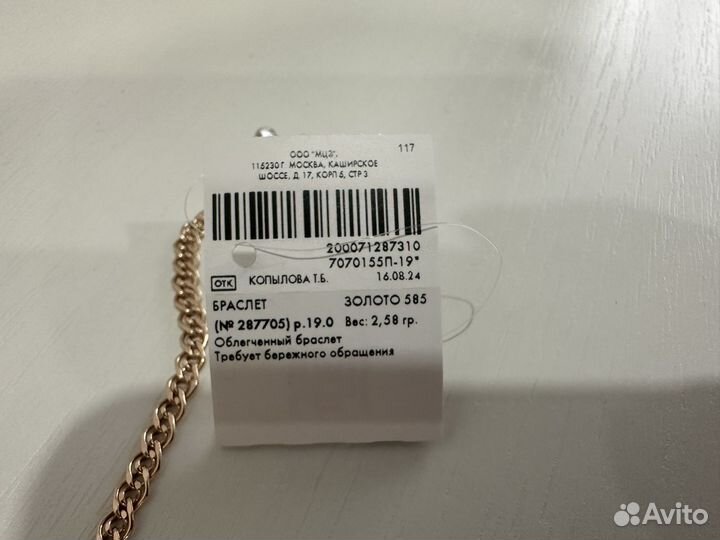 ООО "МЦЗ",
117
115230 Г. МОСКВА, КАШИРСКОЕ
ШОССЕ, Д. 17, КОРП 5, СТР 3
200071287310
7070155П-19*
ОТК КОПЫЛОВА Т.Б. 16.08.24
БРАСЛЕТ ЗОЛОТО 585
(№ 287705) р.19.0 Вес: 2,58 гр.
Облегченный браслет
Требует бережного обращения
Avito